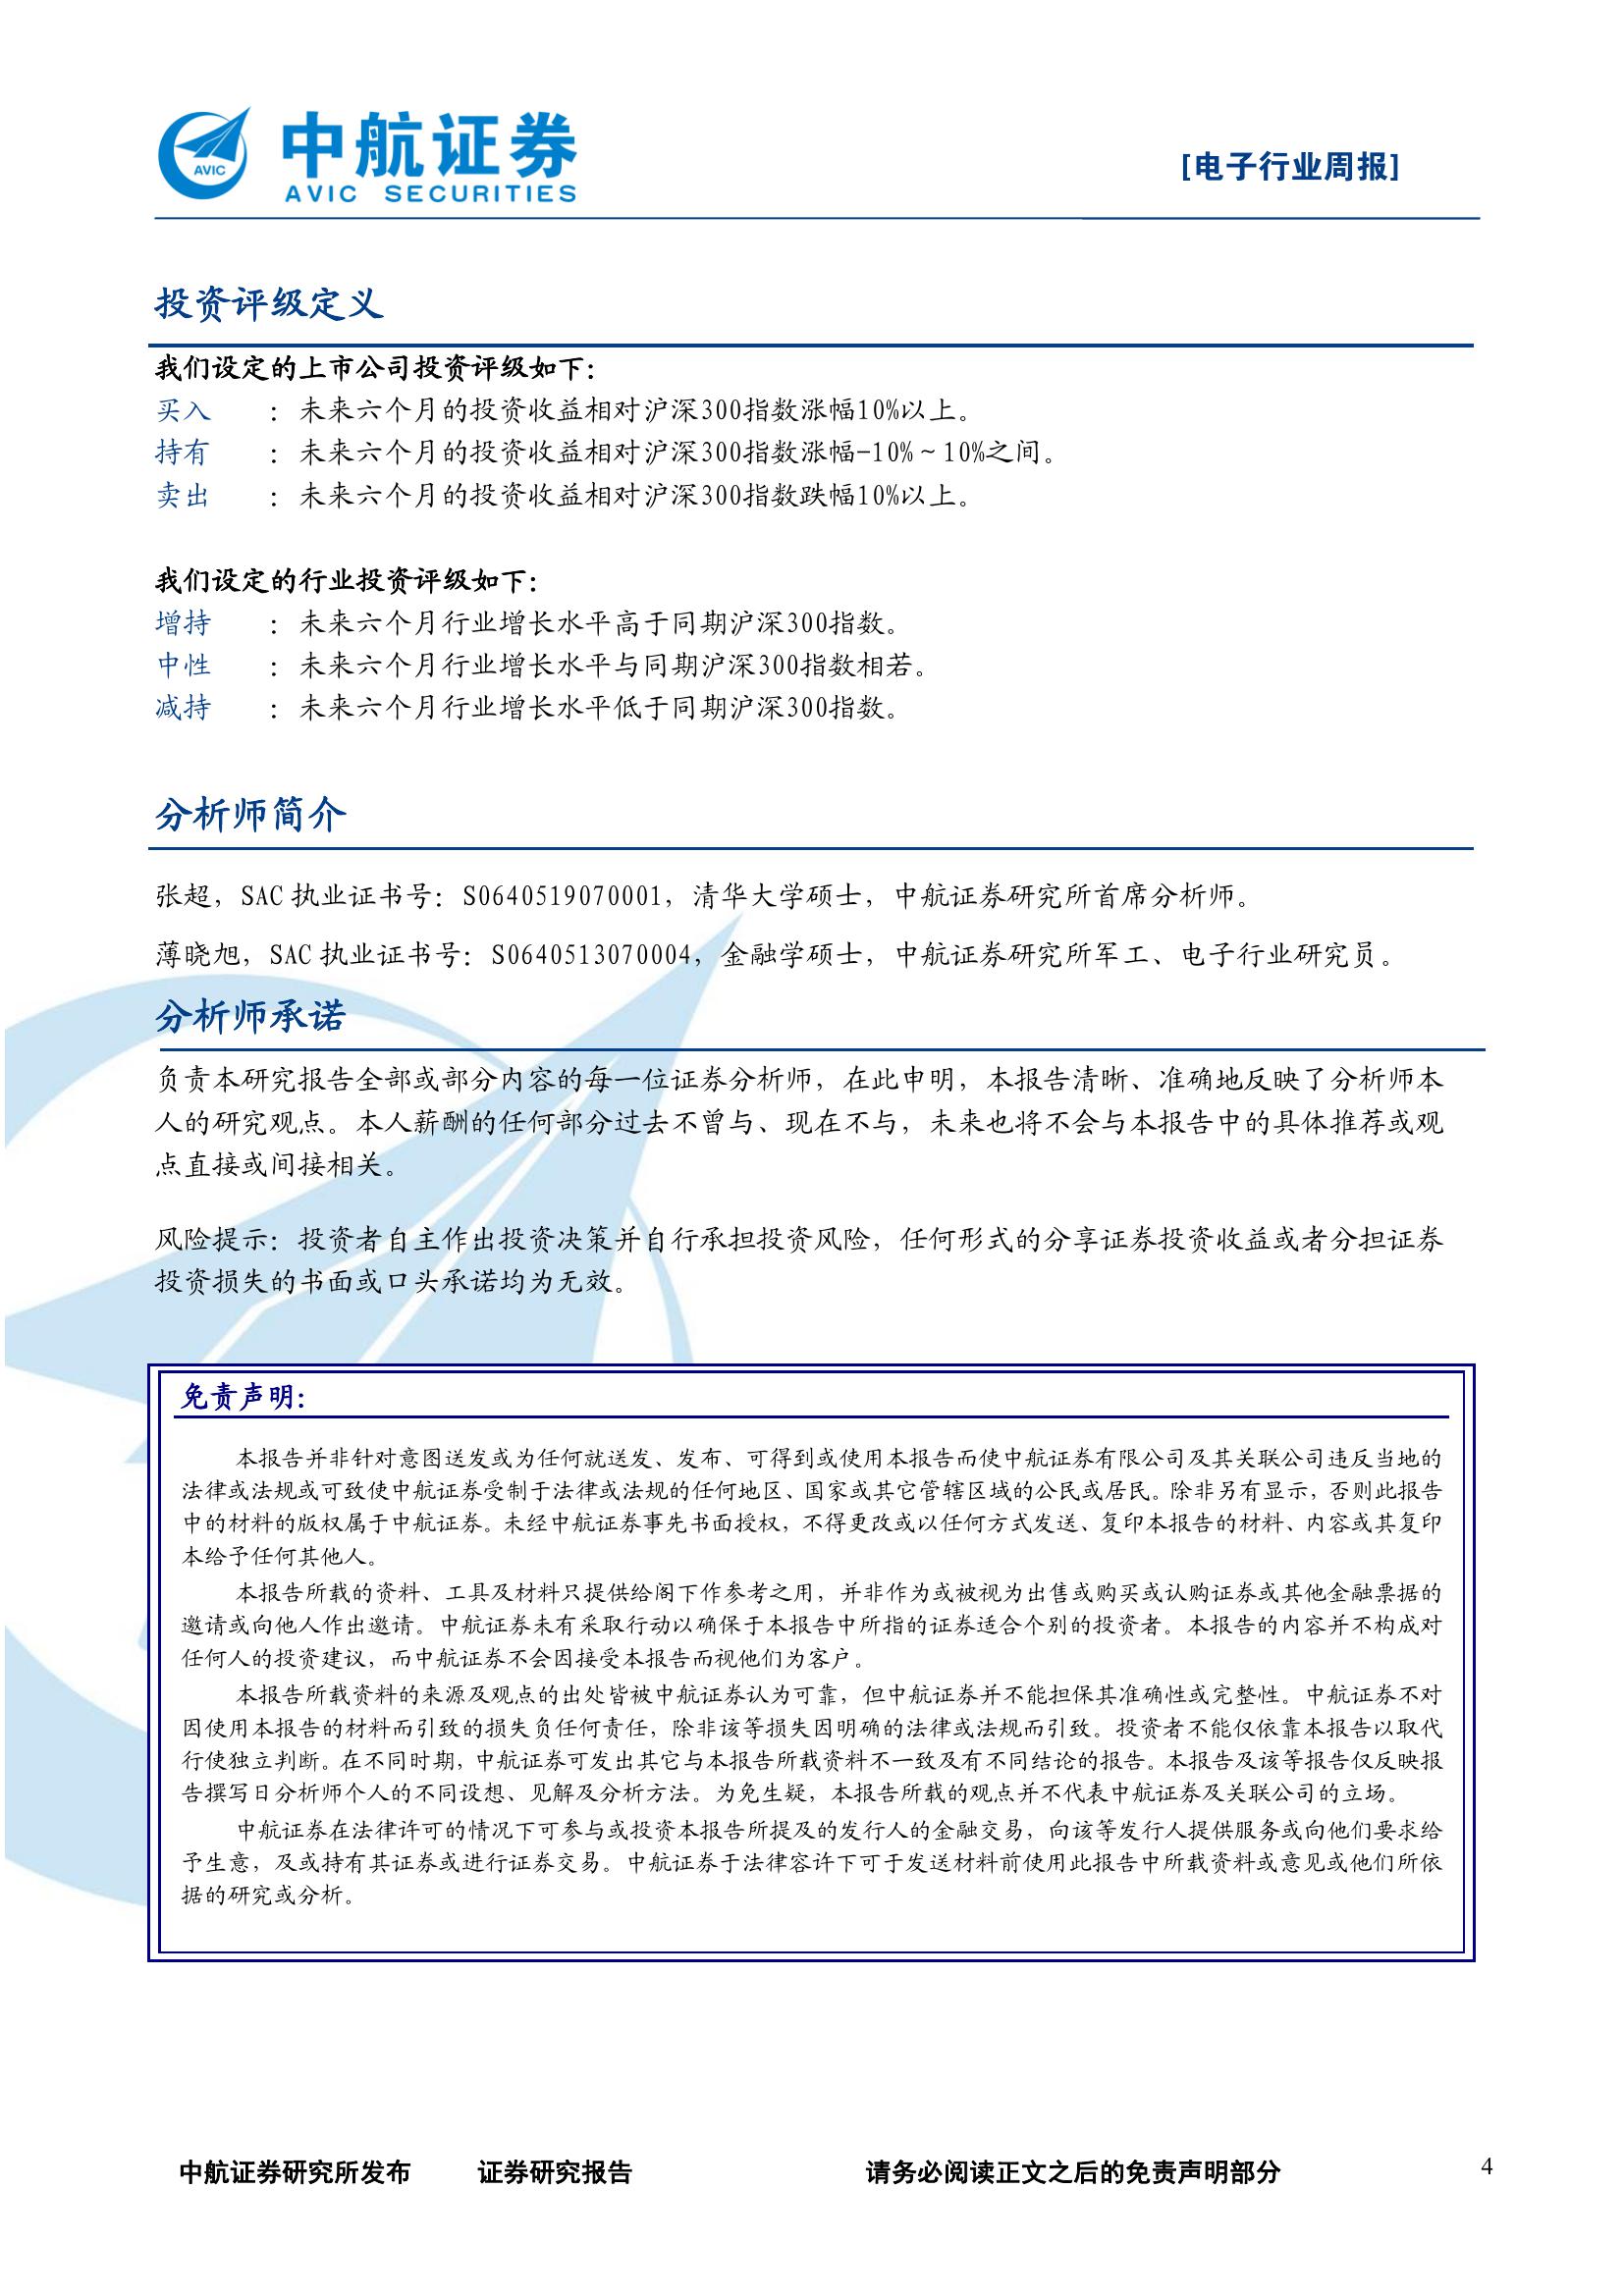 AVIC
中航证券
AVIC SECURITIES
[电子行业周报]
投资评级定义
我们设定的上市公司投资评级如下：
买入 ：未来六个月的投资收益相对沪深300指数涨幅10%以上。
持有 ：未来六个月的投资收益相对沪深300指数涨幅-10%～10%之间。
卖出 ：未来六个月的投资收益相对沪深300指数跌幅10%以上。
我们设定的行业投资评级如下：
增持 ：未来六个月行业增长水平高于同期沪深300指数。
中性 ：未来六个月行业增长水平与同期沪深300指数相若。
减持 ：未来六个月行业增长水平低于同期沪深300指数。
分析师简介
张超，SAC 执业证书号：S0640519070001，清华大学硕士，中航证券研究所首席分析师。
薄晓旭，SAC 执业证书号：S0640513070004，金融学硕士，中航证券研究所军工、电子行业研究员。
分析师承诺
负责本研究报告全部或部分内容的每一位证券分析师，在此申明，本报告清晰、准确地反映了分析师本
人的研究观点。本人薪酬的任何部分过去不曾与、现在不与，未来也将不会与本报告中的具体推荐或观
点直接或间接相关。
风险提示：投资者自主作出投资决策并自行承担投资风险，任何形式的分享证券投资收益或者分担证券
投资损失的书面或口头承诺均为无效。
免责声明：
本报告并非针对意图送发或为任何就送发、发布、可得到或使用本报告而使中航证券有限公司及其关联公司违反当地的
法律或法规或可致使中航证券受制于法律或法规的任何地区、国家或其它管辖区域的公民或居民。除非另有显示，否则此报告
中的材料的版权属于中航证券。未经中航证券事先书面授权，不得更改或以任何方式发送、复印本报告的材料、内容或其复印
本给予任何其他人。
本报告所载的资料、工具及材料只提供给阁下作参考之用，并非作为或被视为出售或购买或认购证券或其他金融票据的
邀请或向他人作出邀请。中航证券未有采取行动以确保于本报告中所指的证券适合个别的投资者。本报告的内容并不构成对
任何人的投资建议，而中航证券不会因接受本报告而视他们为客户。
本报告所载资料的来源及观点的出处皆被中航证券认为可靠，但中航证券并不能担保其准确性或完整性。中航证券不对
因使用本报告的材料而引致的损失负任何责任，除非该等损失因明确的法律或法规而引致。投资者不能仅依靠本报告以取代
行使独立判断。在不同时期，中航证券可发出其它与本报告所载资料不一致及有不同结论的报告。本报告及该等报告仅反映报
告撰写日分析师个人的不同设想、见解及分析方法。为免生疑，本报告所载的观点并不代表中航证券及关联公司的立场。
中航证券在法律许可的情况下可参与或投资本报告所提及的发行人的金融交易，向该等发行人提供服务或向他们要求给
予生意，及或持有其证券或进行证券交易。中航证券于法律容许下可于发送材料前使用此报告中所载资料或意见或他们所依
据的研究或分析。
中航证券研究所发布 证券研究报告 请务必阅读正文之后的免责声明部分 4